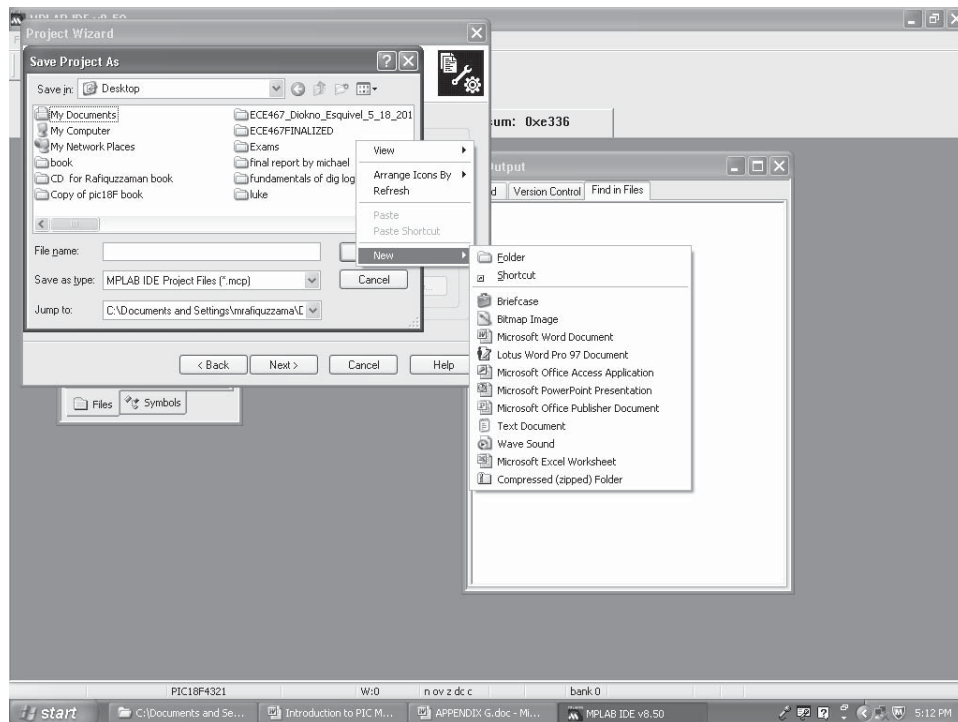 MPLAB IDE v8.50
Project Wizard
Save Project As
Save in:
Desktop
My Documents
My Computer
My Network Places
book
CD for Rafiquzzaman book
Copy of pic18F book
ECE467_Diokno_Esquivel_5_18_201
ECE467FINALIZED
Exams
final report by michael
fundamentals of dig log
luke
File name:
Save as type:
MPLAB IDE Project Files (*.mcp)
Cancel
Jump to:
C:\Documents and Settings\mrafiquzzama\D
< Back
Next >
Cancel
Help
View
Arrange Icons By
Refresh
Paste
Paste Shortcut
New
Folder
Shortcut
Briefcase
Bitmap Image
Microsoft Word Document
Lotus Word Pro 97 Document
Microsoft Office Access Application
Microsoft PowerPoint Presentation
Microsoft Office Publisher Document
Text Document
Wave Sound
Microsoft Excel Worksheet
Compressed (zipped) Folder
sum: 0xe336
Output
Version Control
Find in Files
Files
Symbols
PIC18F4321
W:0
n ov z dc c
bank 0
start
C:\Documents and Se...
Introduction to PIC M...
APPENDIX G.doc - Mi...
MPLAB IDE v8.50
5:12 PM